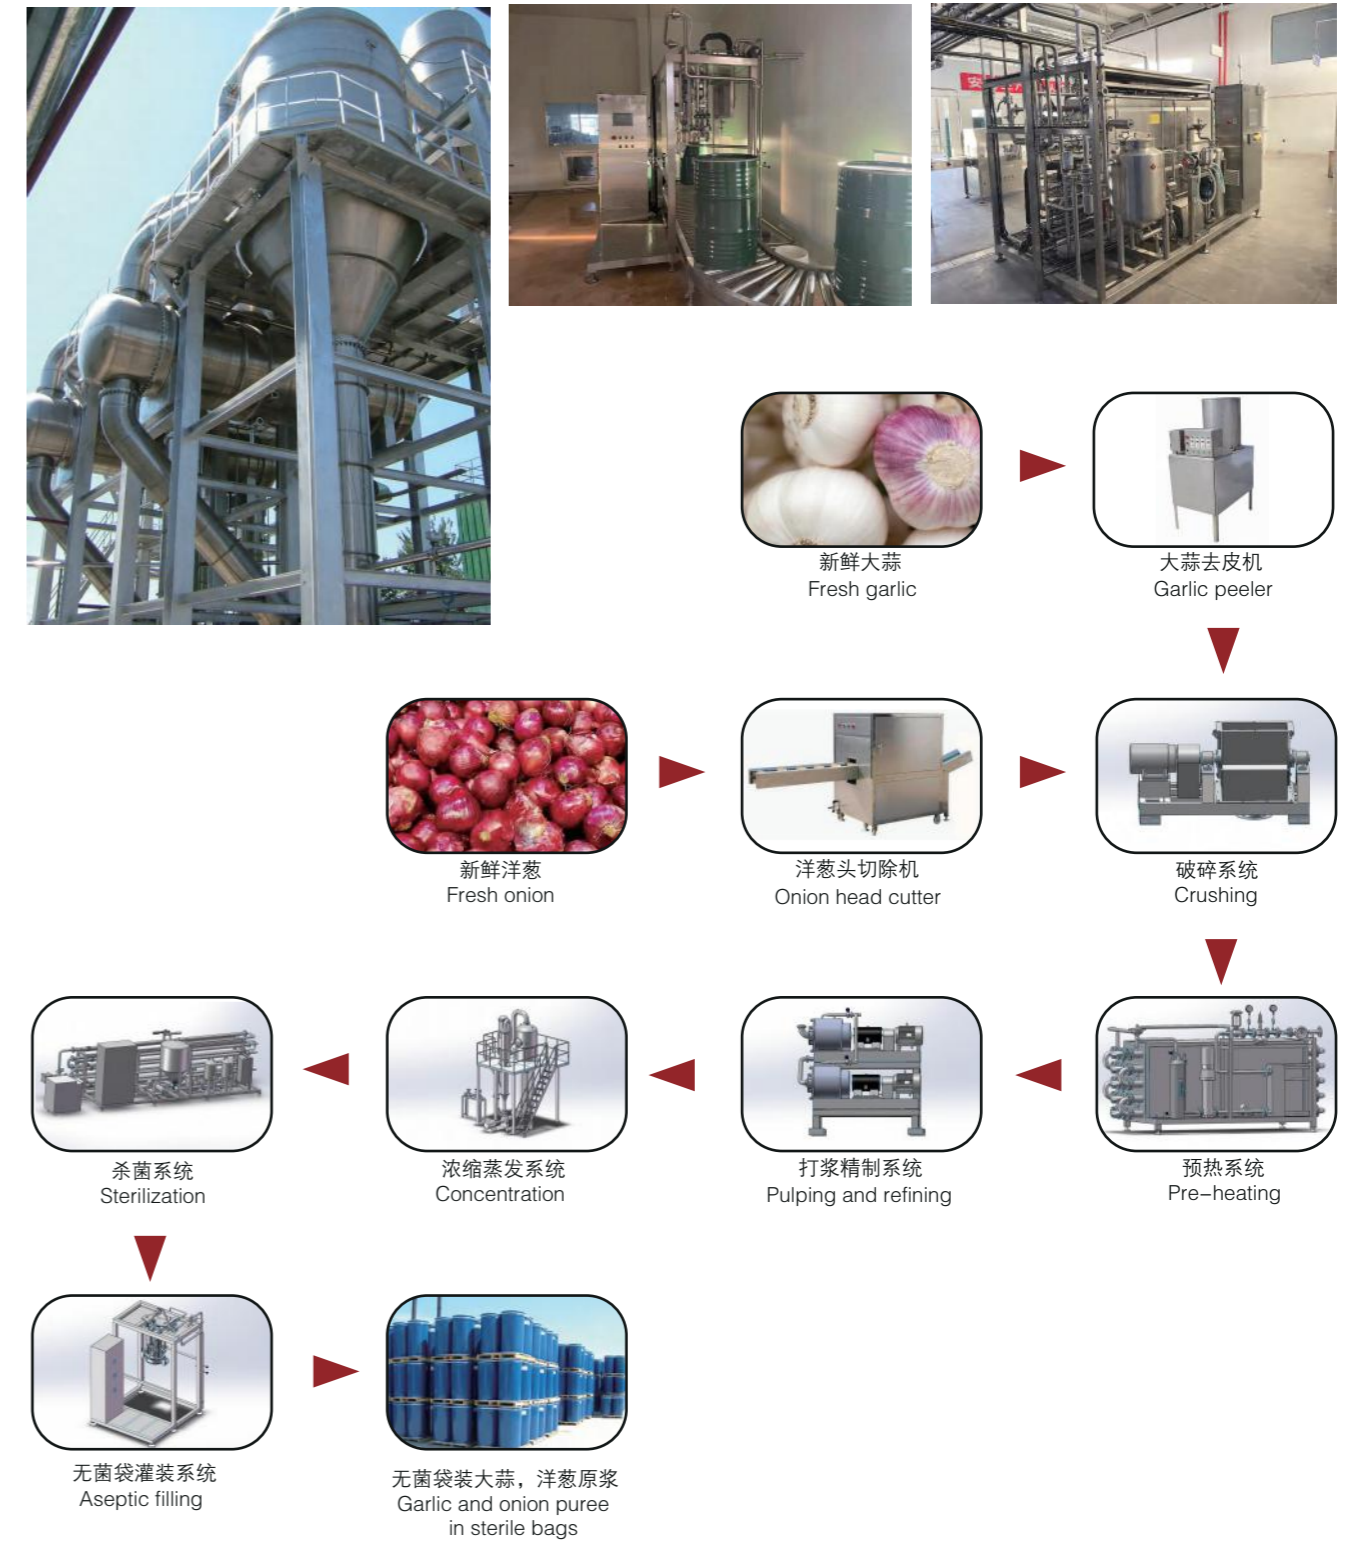 新鲜大蒜
Fresh garlic
大蒜去皮机
Garlic peeler
新鲜洋葱
Fresh onion
洋葱头切除机
Onion head cutter
破碎系统
Crushing
杀菌系统
Sterilization
浓缩蒸发系统
Concentration
打浆精制系统
Pulping and refining
预热系统
Pre-heating
无菌袋灌装系统
Aseptic filling
无菌袋装大蒜，洋葱原浆
Garlic and onion puree
in sterile bags